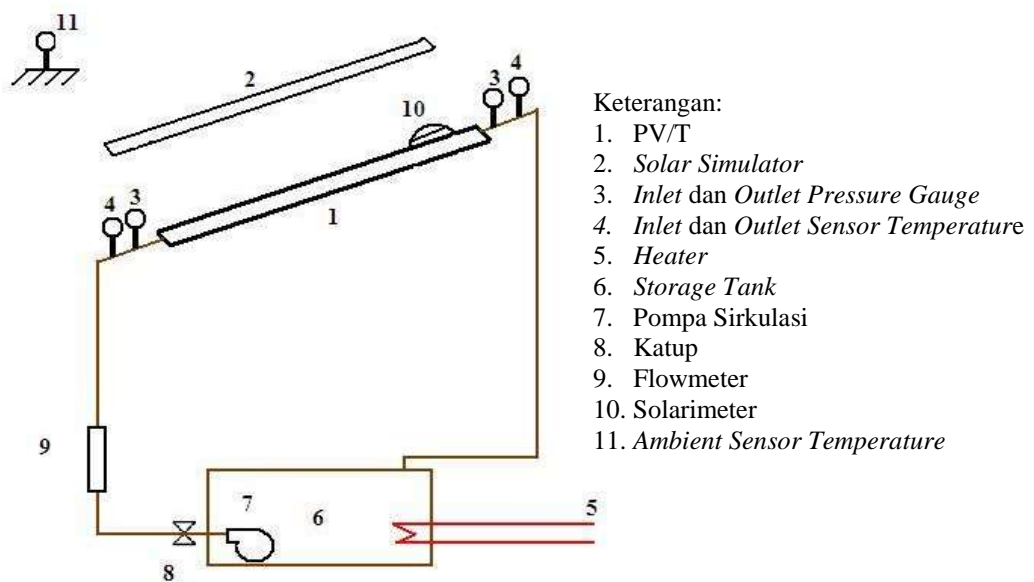 11
2
4
3
10
4
3
1
Keterangan:
1. PV/T
2. Solar Simulator
3. Inlet dan Outlet Pressure Gauge
4. Inlet dan Outlet Sensor Temperature
5. Heater
6. Storage Tank
7. Pompa Sirkulasi
8. Katup
9. Flowmeter
10. Solarimeter
11. Ambient Sensor Temperature
9
7
6
5
8